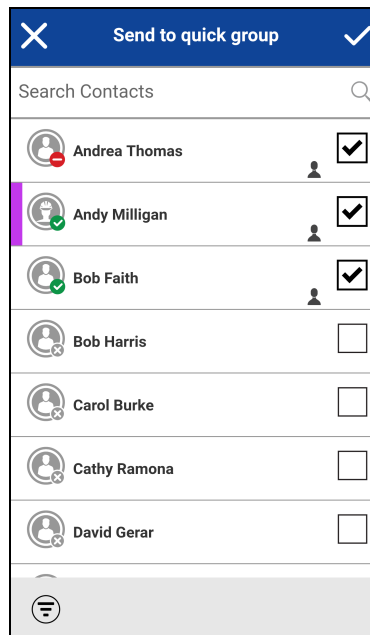 Send to quick group
Search Contacts
Andrea Thomas
Andy Milligan
Bob Faith
Bob Harris
Carol Burke
Cathy Ramona
David Gerar